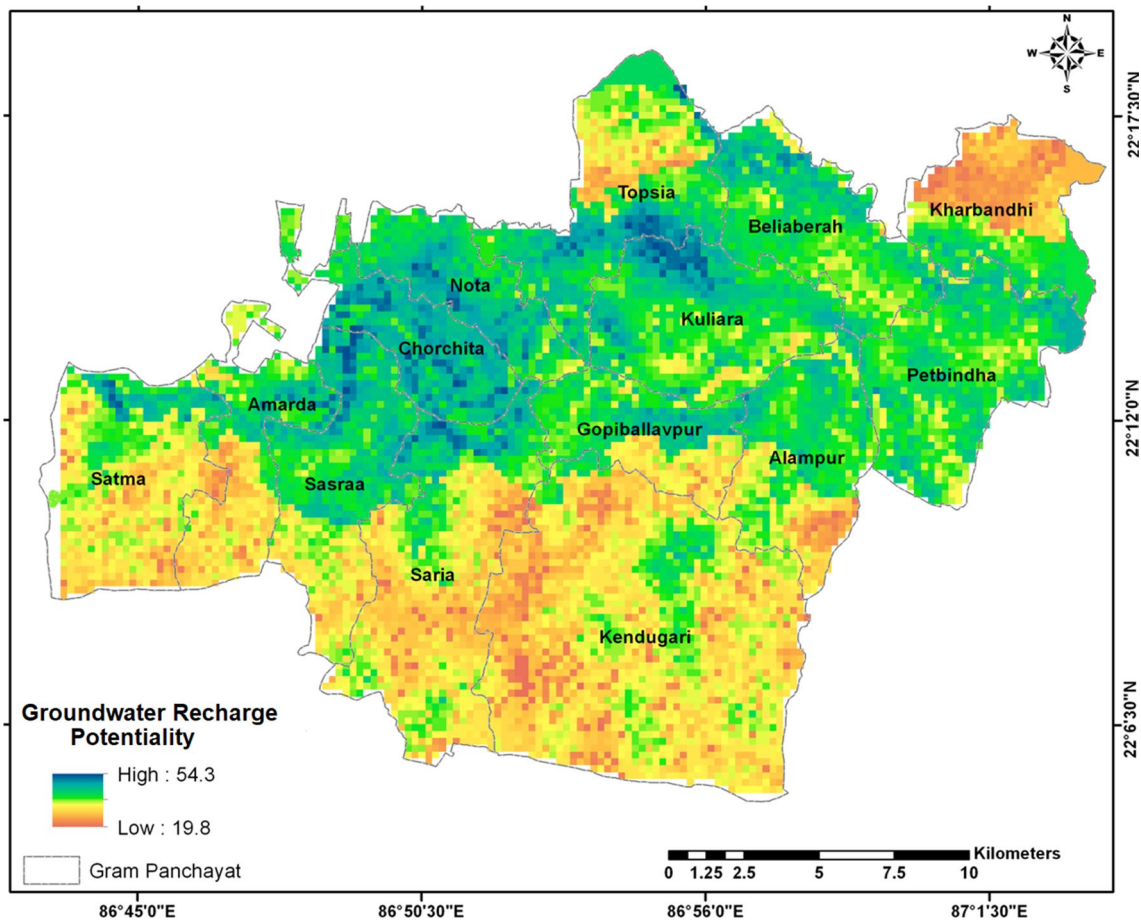 N
W E
S
22°17'30"N
Topsia
Kharbandhi
Beliaberah
Nota
Kuliara
Chorchita
Petbindha
Amarda
22°12'0"N
Gopiballavpur
Alampur
Satma
Sasraa
Saria
Kendugari
22°6'30"N
Groundwater Recharge
Potentiality
High : 54.3
Low : 19.8
Gram Panchayat
Kilometers
0 1.25 2.5 5 7.5 10
86°45'0"E 86°50'30"E 86°56'0"E 87°1'30"E